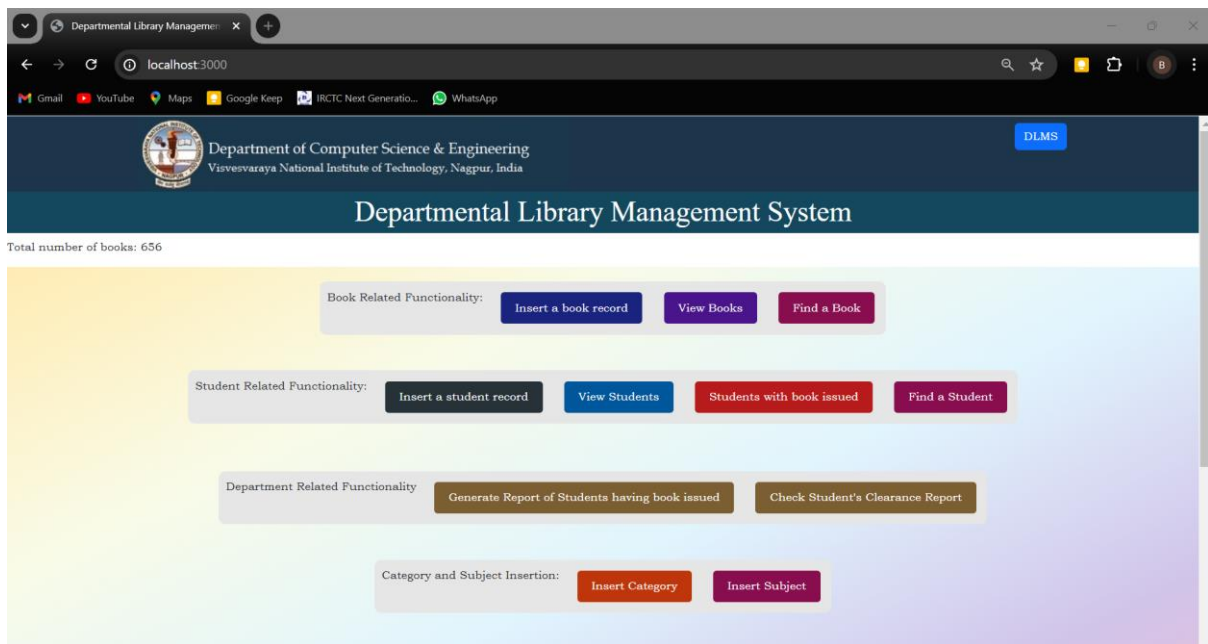 Departmental Library Managemen
localhost:3000
B
Gmail YouTube Maps Google Keep IRCTC Next Generatio... WhatsApp
Department of Computer Science & Engineering
Visvesvaraya National Institute of Technology, Nagpur, India
DLMS
Departmental Library Management System
Total number of books: 656
Book Related Functionality: Insert a book record View Books Find a Book
Student Related Functionality: Insert a student record View Students Students with book issued Find a Student
Department Related Functionality Generate Report of Students having book issued Check Student's Clearance Report
Category and Subject Insertion: Insert Category Insert Subject